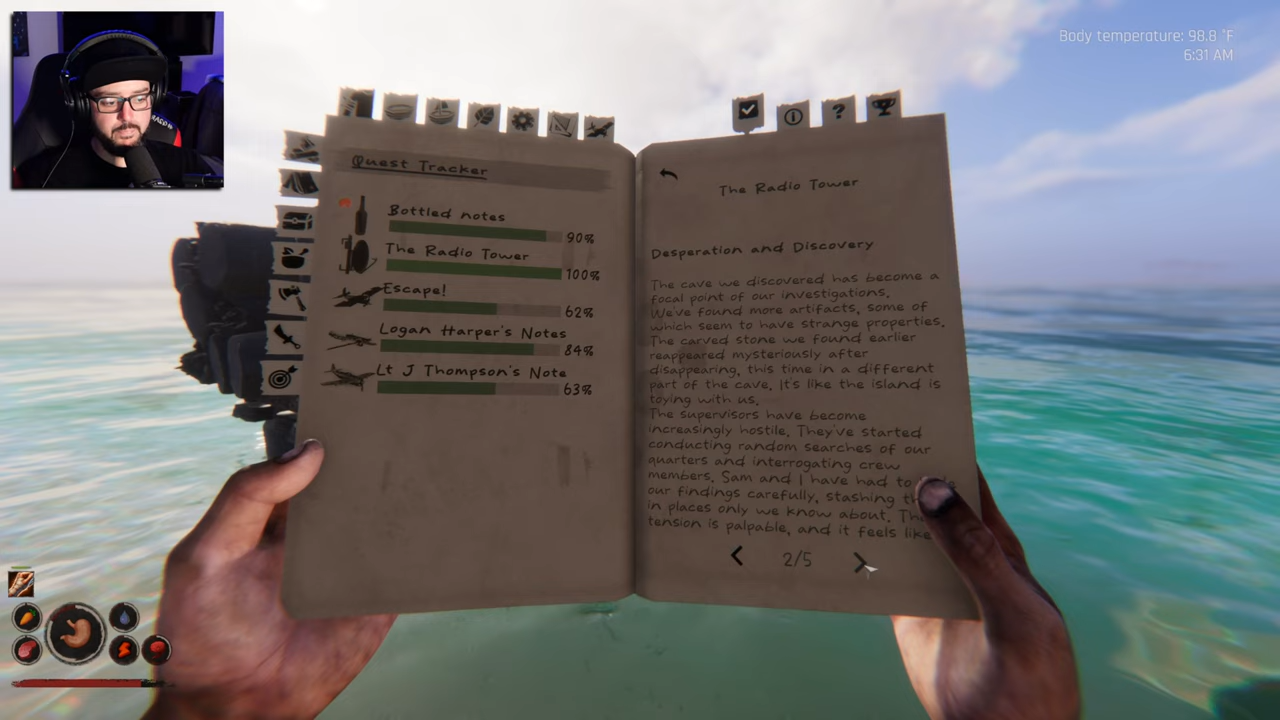 Body temperature: 98.8 °F
6:31 AM
Quest Tracker
Bottled notes
90%
The Radio Tower
100%
Escape!
62%
Logan Harper's Notes
84%
Lt J Thompson's Note
63%
The Radio Tower
Desperation and Discovery
The cave we discovered has become a
focal point of our investigations.
We've found more artifacts, some of
which seem to have strange properties.
The carved stone we found earlier
reappeared mysteriously after
disappearing, this time in a different
part of the cave. It's like the island is
toying with us.
The supervisors have become
increasingly hostile. They've started
conducting random searches of our
quarters and interrogating crew
members. Sam and I have had to
our findings carefully, stashing
in places only we know about.
tension is palpable, and it feels like
2/5